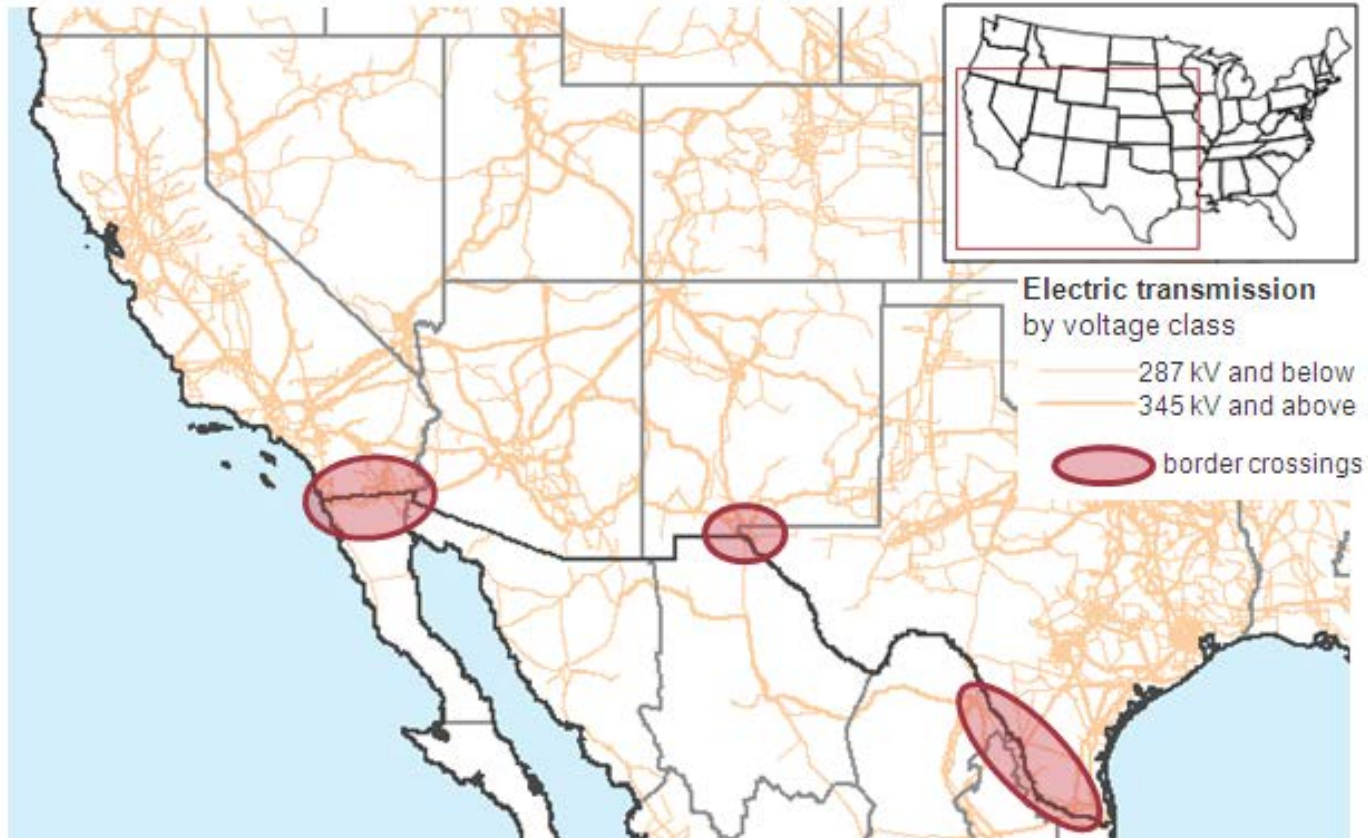 Electric transmission
by voltage class
287 kV and below
345 kV and above
border crossings